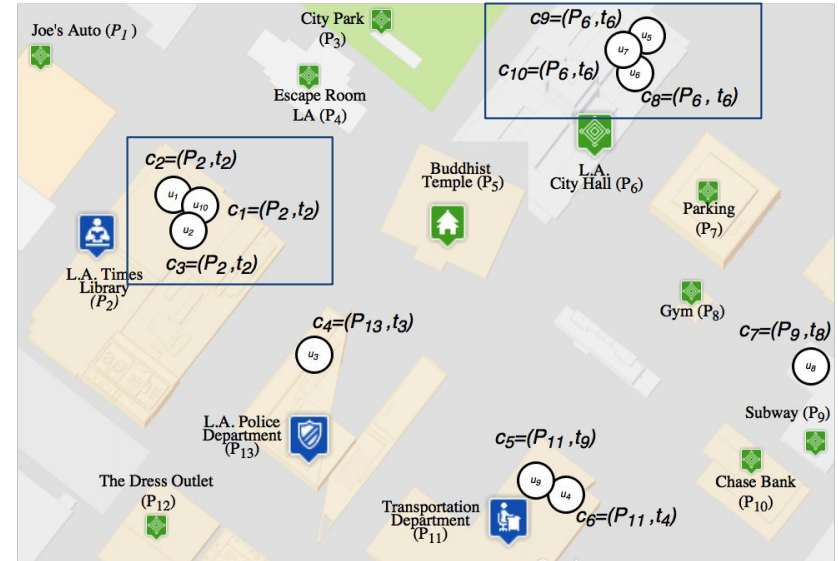 City Park
(P3)
Joe's Auto (P1)
Escape Room
LA (P4)
c9=(P6 ,t6)
u5
u7
u6
c10=(P6 ,t6)
c8=(P6 , t6)
L.A.
City Hall (P6)
c2=(P2 ,t2)
u1
u10
c1=(P2 ,t2)
u2
c3=(P2 ,t2)
L.A. Times
Library
(P2)
Buddhist
Temple (P5)
Parking
(P7)
Gym (P8)
c4=(P13 ,t3)
u3
c7=(P9 ,t8)
u8
L.A. Police
Department
(P13)
Subway (P9)
c5=(P11 ,t9)
u9
u4
c6=(P11 ,t4)
The Dress Outlet
(P12)
Transportation
Department
(P11)
Chase Bank
(P10)